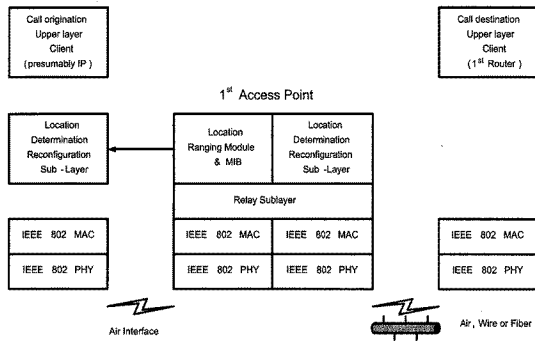 Call origination
Upper layer
Client
(presumably IP)
Call destination
Upper layer
Client
(1st Router)
1st Access Point
Location
Determination
Reconfiguration
Sub -Layer
Location
Ranging Module
& MIB
Location
Determination
Reconfiguration
Sub -Layer
Relay Sublayer
IEEE 802 MAC
IEEE 802 MAC
IEEE 802 MAC
IEEE 802 MAC
IEEE 802 PHY
IEEE 802 PHY
IEEE 802 PHY
IEEE 802 PHY
Air Interface
Air, Wire or Fiber